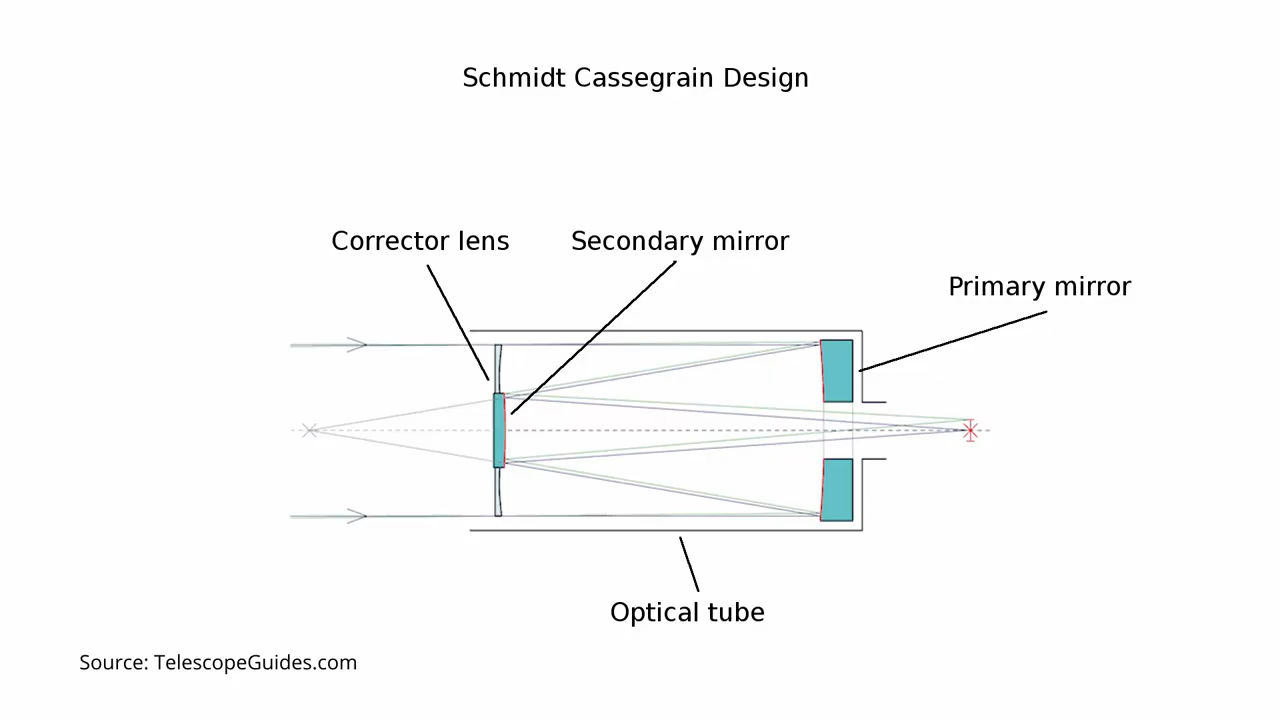 Schmidt Cassegrain Design
Corrector lens
Secondary mirror
Primary mirror
Optical tube
Source: TelescopeGuides.com